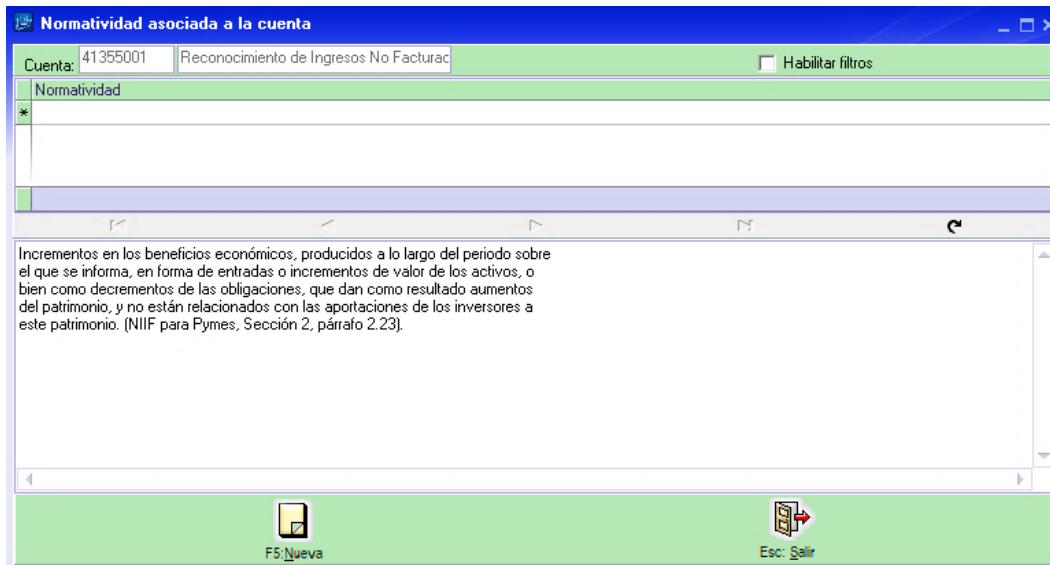 Normatividad asociada a la cuenta
Cuenta: 41355001 Reconocimiento de Ingresos No Facturac
Habilitar filtros
Normatividad
*
Incrementos en los beneficios económicos, producidos a lo largo del periodo sobre
el que se informa, en forma de entradas o incrementos de valor de los activos, o
bien como decrementos de las obligaciones, que dan como resultado aumentos
del patrimonio, y no están relacionados con las aportaciones de los inversores a
este patrimonio. (NIIF para Pymes, Sección 2, párrafo 2.23).
F5:Nueva
Esc: Salir